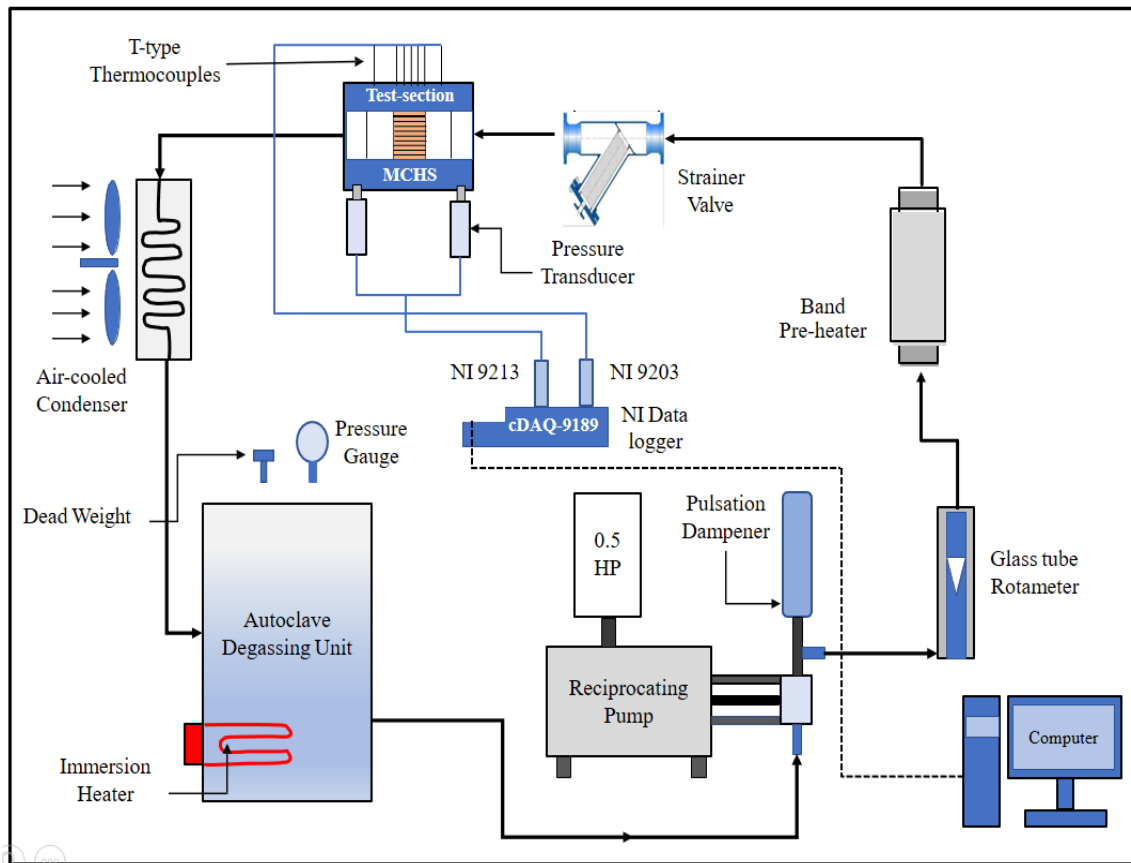 T-type
Thermocouples
Test-section
MCHS
Strainer
Valve
Pressure
Transducer
Band
Pre-heater
Air-cooled
Condenser
NI 9213
NI 9203
cDAQ-9189
NI Data
logger
Pressure
Gauge
Dead Weight
Pulsation
Dampener
0.5
HP
Glass tube
Rotameter
Autoclave
Degassing Unit
Reciprocating
Pump
Immersion
Heater
Computer